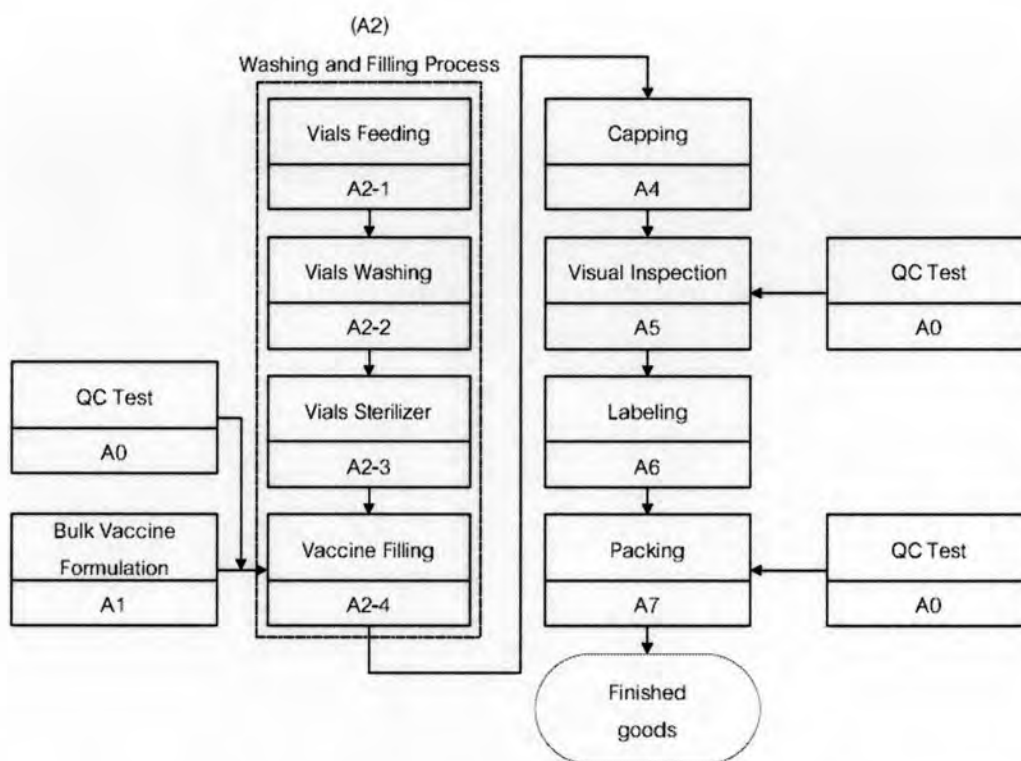 (A2)
Washing and Filling Process
Vials Feeding
A2-1
Vials Washing
A2-2
Vials Sterilizer
A2-3
Vaccine Filling
A2-4
QC Test
A0
Bulk Vaccine
Formulation
A1
Capping
A4
Visual Inspection
A5
Labeling
A6
Packing
A7
Finished
goods
QC Test
A0
QC Test
A0